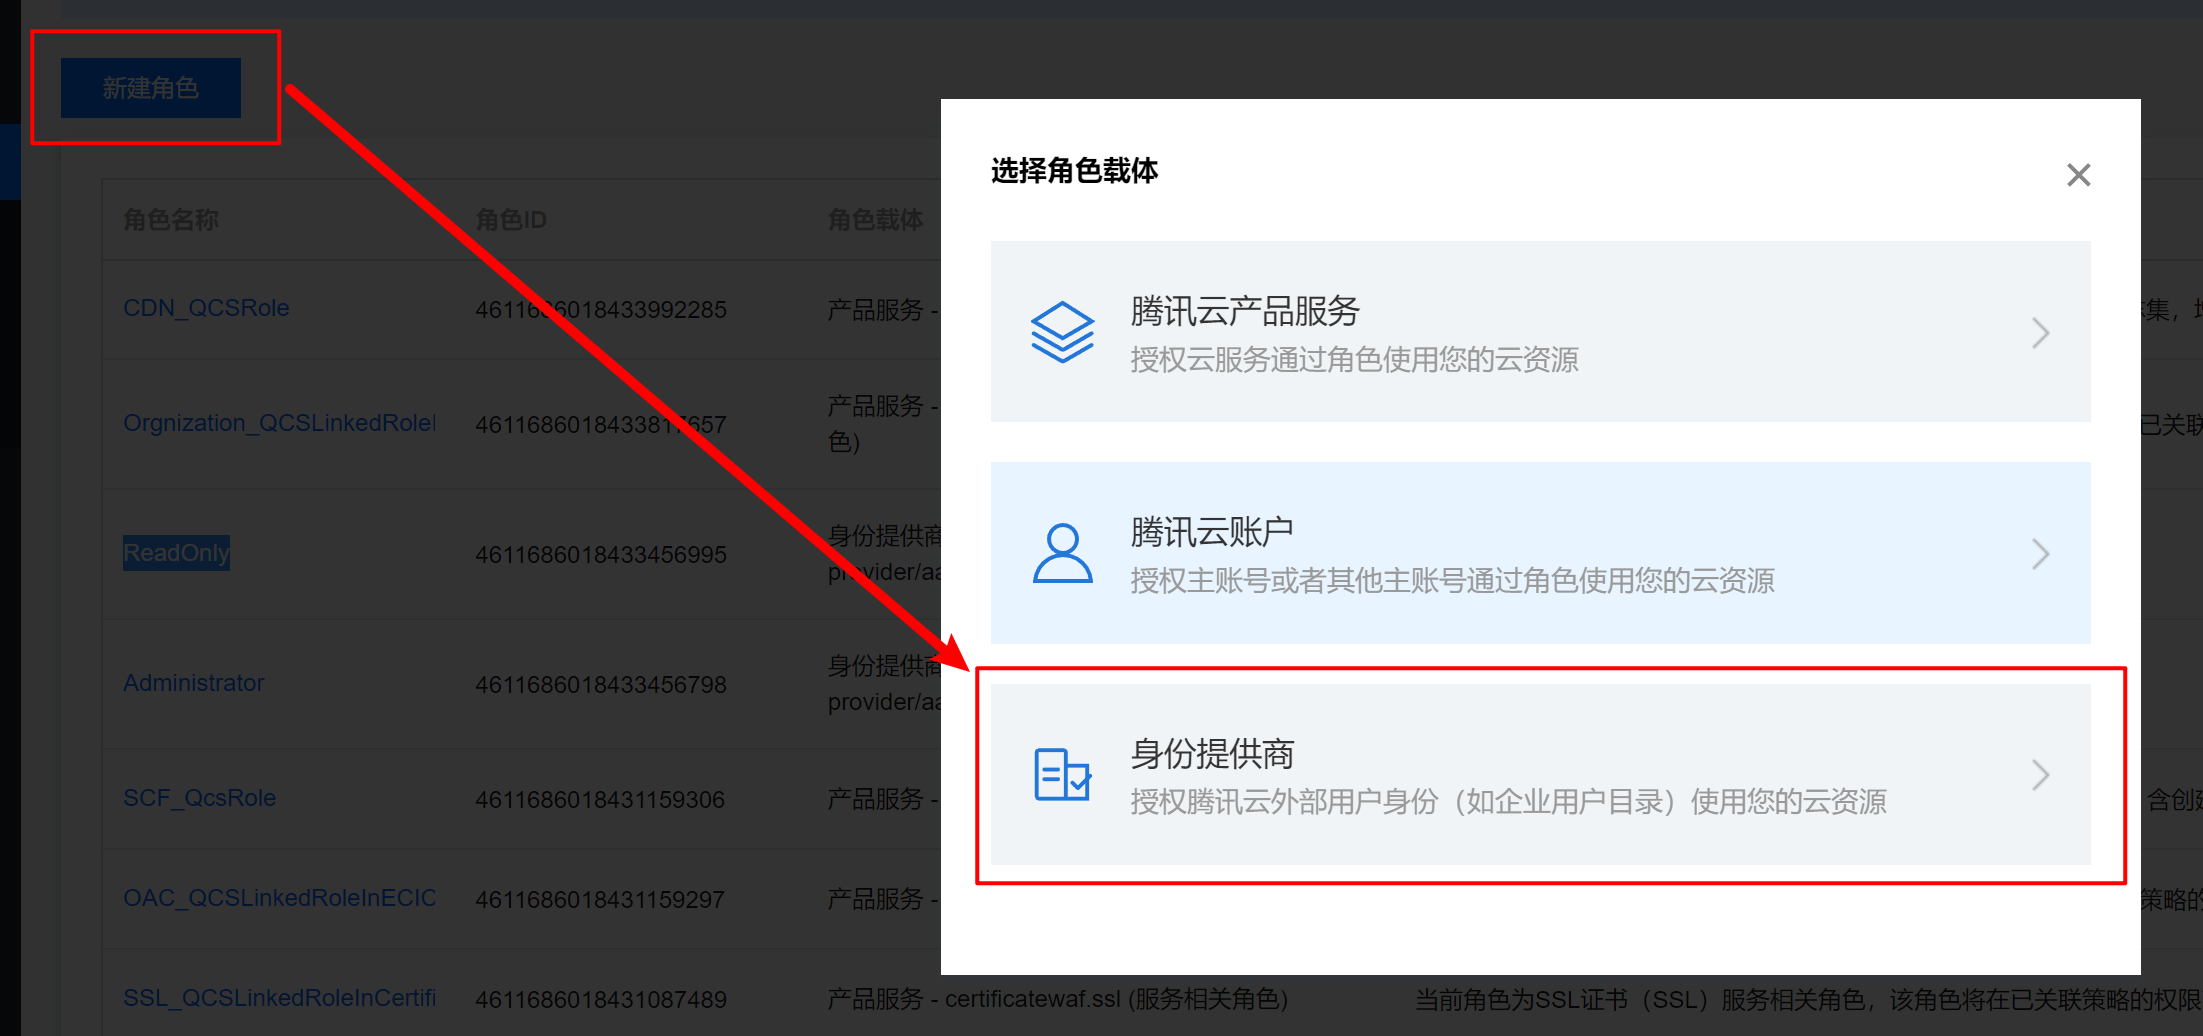 新建角色
角色名称 角色ID 角色载体
CDN_QCSRole 4611686018433992285 产品服务 -
Orgnization_QCSLinkedRoleI 4611686018433817657 产品服务 -
色)
已关联
ReadOnly 4611686018433456995 身份提供商
provider/aa
Administrator 4611686018433456798 身份提供商
provider/aa
SCF_QcsRole 4611686018431159306 产品服务 -
含创建
OAC_QCSLinkedRoleInECIC 4611686018431159297 产品服务 -
策略的
SSL_QCSLinkedRoleInCertifi 4611686018431087489 产品服务 - certificatewaf.ssl (服务相关角色) 当前角色为SSL证书（SSL）服务相关角色，该角色将在已关联策略的权限
选择角色载体
腾讯云产品服务
授权云服务通过角色使用您的云资源
腾讯云账户
授权主账号或者其他主账号通过角色使用您的云资源
身份提供商
授权腾讯云外部用户身份（如企业用户目录）使用您的云资源